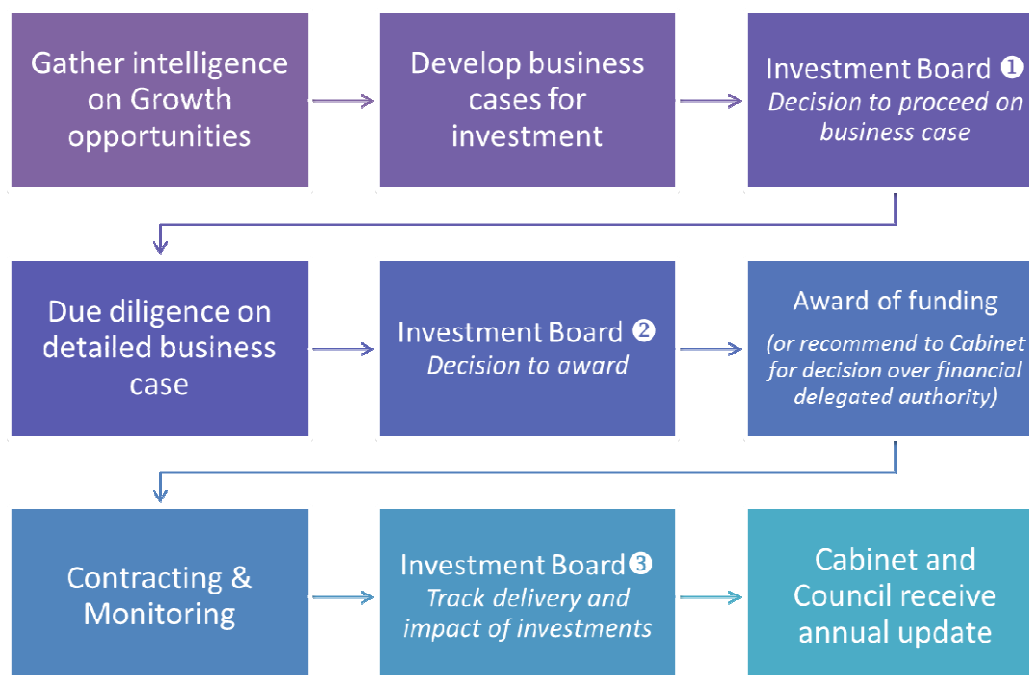 Gather intelligence
on Growth
opportunities
Develop business
cases for
investment
Investment Board ❶
Decision to proceed on
business case
Due diligence on
detailed business
case
Investment Board ❷
Decision to award
Award of funding
(or recommend to Cabinet
for decision over financial
delegated authority)
Contracting &
Monitoring
Investment Board ❸
Track delivery and
impact of investments
Cabinet and
Council receive
annual update